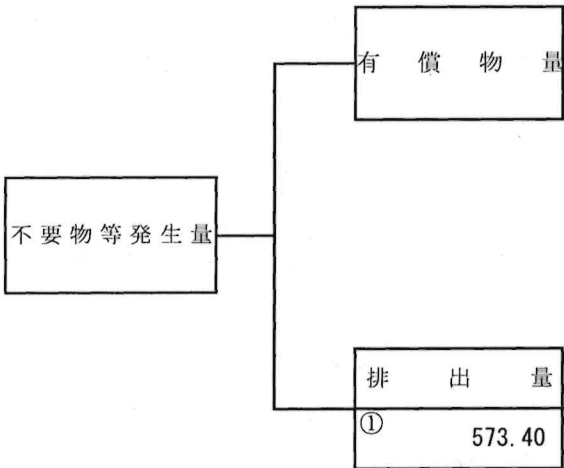 有償物量
不要物等発生量
排出量
①
573.40